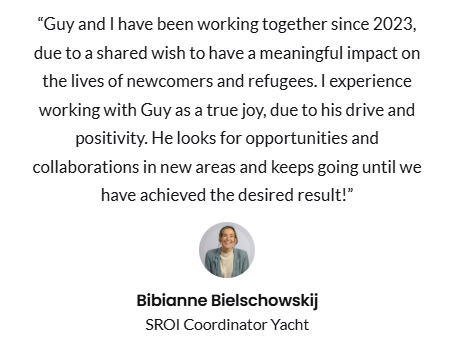 “Guy and I have been working together since 2023,
due to a shared wish to have a meaningful impact on
the lives of newcomers and refugees. I experience
working with Guy as a true joy, due to his drive and
positivity. He looks for opportunities and
collaborations in new areas and keeps going until we
have achieved the desired result!”
Bibianne Bielschowskij
SROI Coordinator Yacht